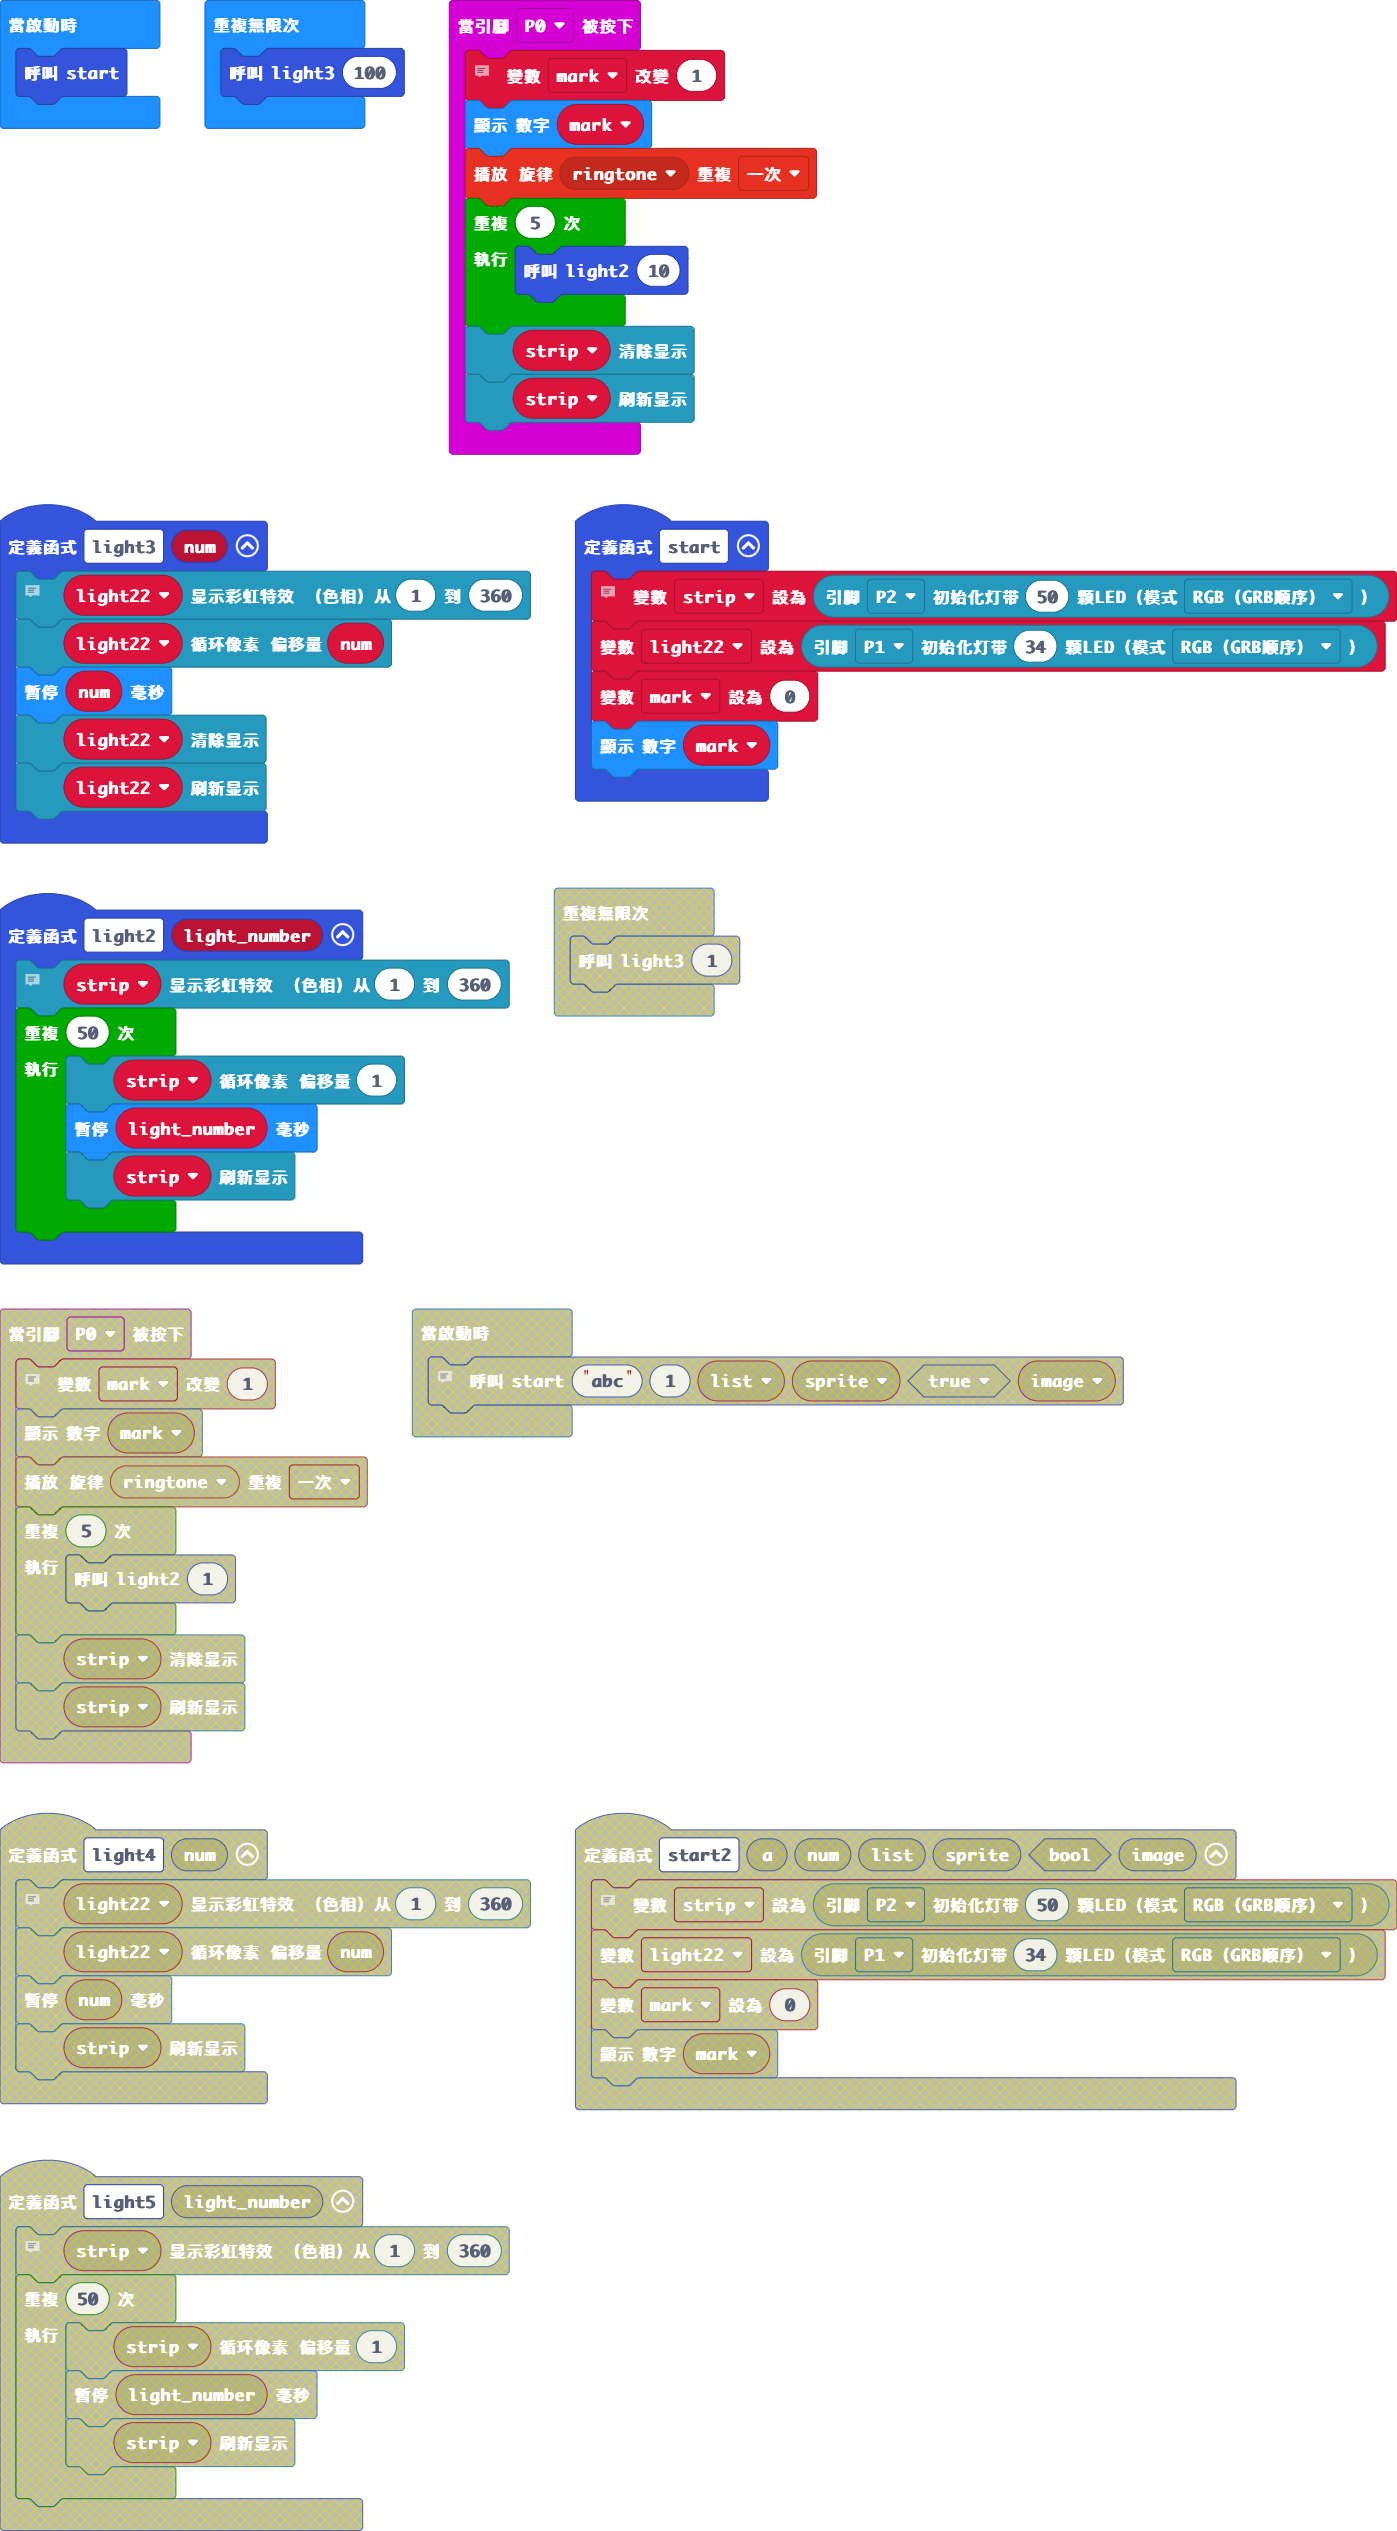 當啟動時
呼叫 start
重複無限次
呼叫 light3 100
當引腳 P0 被按下
變數 mark 改變 1
顯示 數字 mark
播放 旋律 ringtone 重複 一次
重複 5 次
執行 呼叫 light2 10
strip 清除显示
strip 刷新显示
定義函式 light3 num
light22 显示彩虹特效 （色相）从 1 到 360
light22 循环像素 偏移量 num
暫停 num 毫秒
light22 清除显示
light22 刷新显示
定義函式 start
變數 strip 設為 引腳 P2 初始化灯带 50 顆LED（模式 RGB（GRB顺序） ）
變數 light22 設為 引腳 P1 初始化灯带 34 顆LED（模式 RGB（GRB顺序） ）
變數 mark 設為 0
顯示 數字 mark
定義函式 light2 light_number
strip 显示彩虹特效 （色相）从 1 到 360
重複 50 次
執行 strip 循环像素 偏移量 1
暫停 light_number 毫秒
strip 刷新显示
重複無限次
呼叫 light3 1
當引腳 P0 被按下
變數 mark 改變 1
顯示 數字 mark
播放 旋律 ringtone 重複 一次
重複 5 次
執行 呼叫 light2 1
strip 清除显示
strip 刷新显示
當啟動時
呼叫 start "abc" 1 list sprite true image
定義函式 light4 num
light22 显示彩虹特效 （色相）从 1 到 360
light22 循环像素 偏移量 num
暫停 num 毫秒
strip 刷新显示
定義函式 start2 a num list sprite bool image
變數 strip 設為 引腳 P2 初始化灯带 50 顆LED（模式 RGB（GRB顺序） ）
變數 light22 設為 引腳 P1 初始化灯带 34 顆LED（模式 RGB（GRB顺序） ）
變數 mark 設為 0
顯示 數字 mark
定義函式 light5 light_number
strip 显示彩虹特效 （色相）从 1 到 360
重複 50 次
執行 strip 循环像素 偏移量 1
暫停 light_number 毫秒
strip 刷新显示